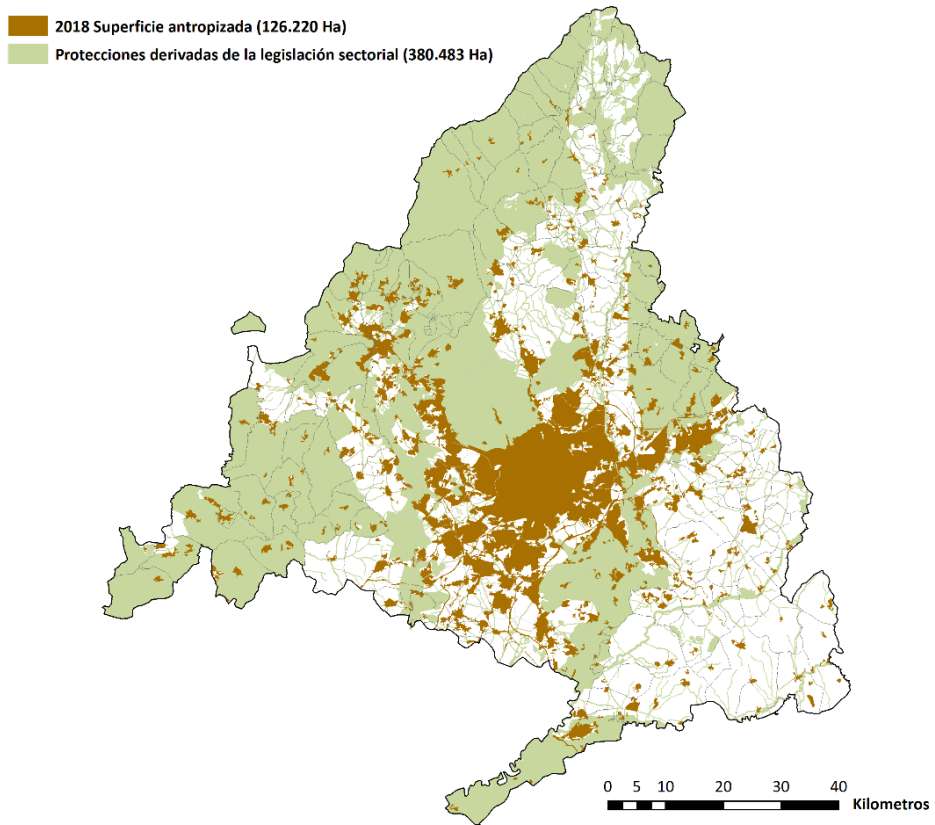 2018 Superficie antropizada (126.220 Ha)
Protecciones derivadas de la legislación sectorial (380.483 Ha)
0 5 10 20 30 40
Kilometros